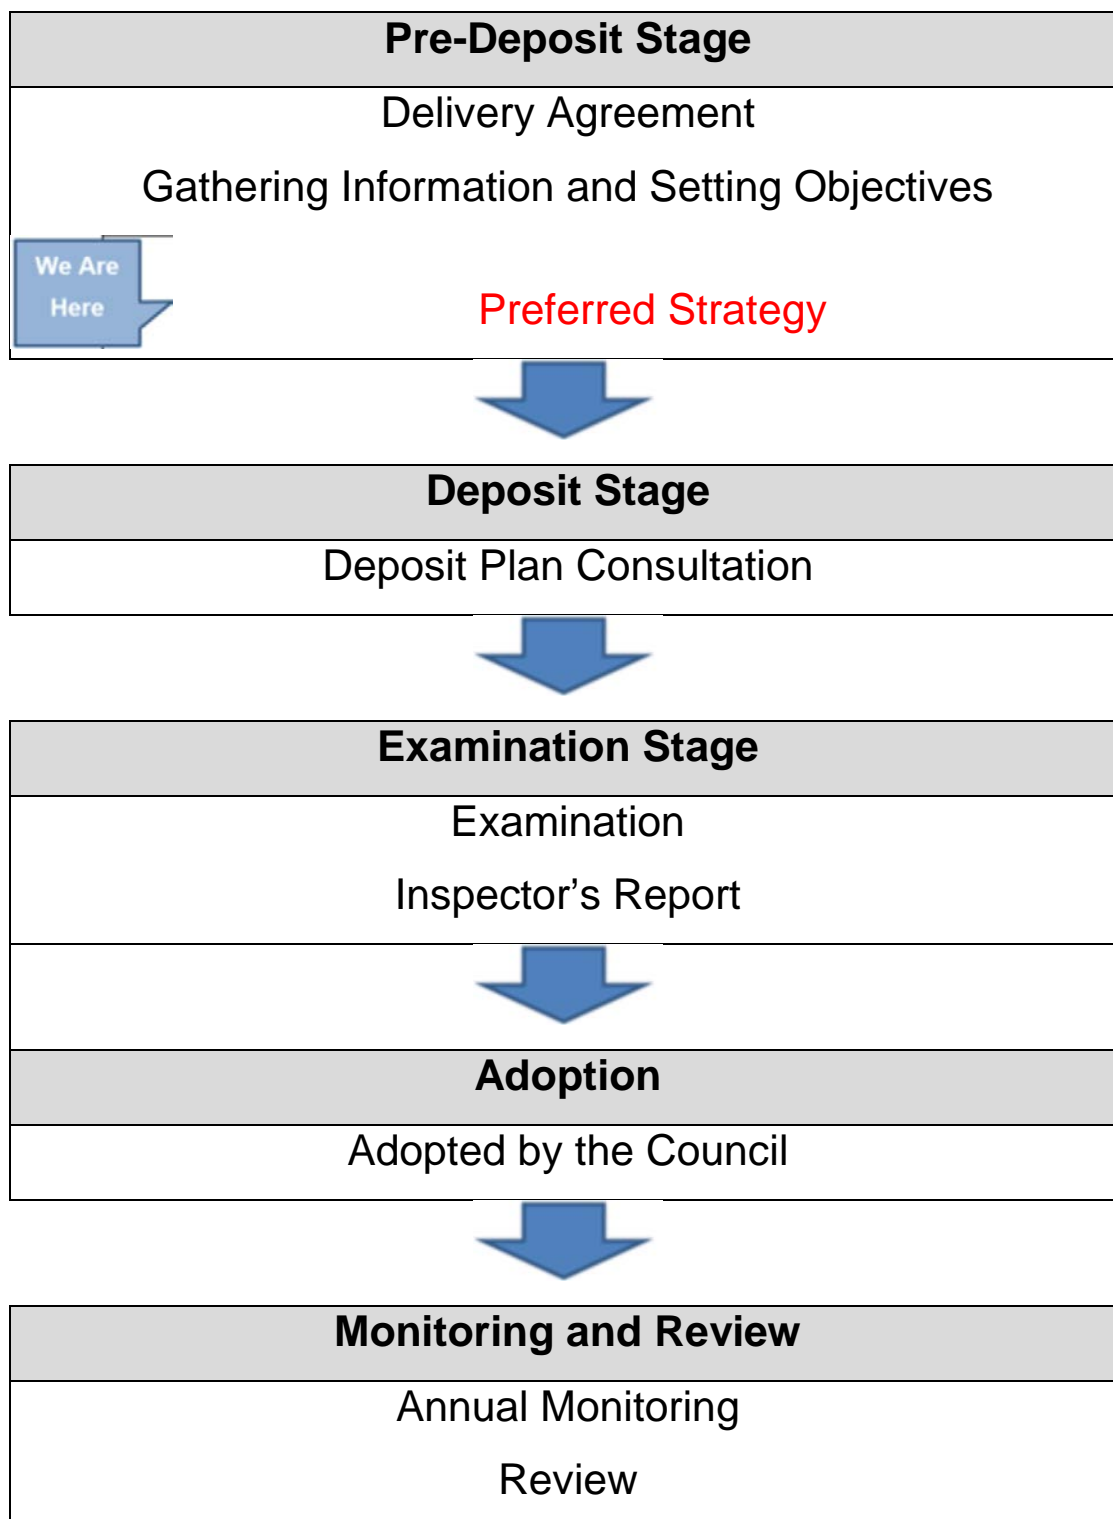 Pre-Deposit Stage
Delivery Agreement
Gathering Information and Setting Objectives
We Are
Here
Preferred Strategy
Deposit Stage
Deposit Plan Consultation
Examination Stage
Examination
Inspector’s Report
Adoption
Adopted by the Council
Monitoring and Review
Annual Monitoring
Review